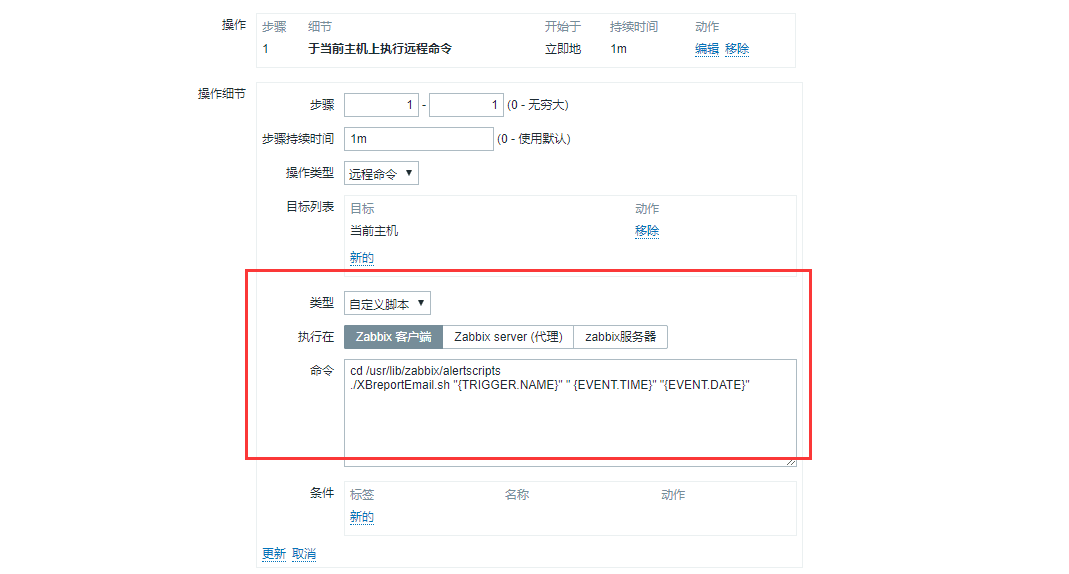 操作 步骤 细节 开始于 持续时间 动作
1 于当前主机上执行远程命令 立即地 1m 编辑 移除
操作细节
步骤 1 - 1 (0 - 无穷大)
步骤持续时间 1m (0 - 使用默认)
操作类型 远程命令
目标列表 目标 动作
当前主机 移除
新的
类型 自定义脚本
执行在 Zabbix 客户端 Zabbix server (代理) zabbix服务器
命令 cd /usr/lib/zabbix/alertscripts
./XBreportEmail.sh "{TRIGGER.NAME}" " {EVENT.TIME}" "{EVENT.DATE}"
条件 标签 名称 动作
新的
更新 取消